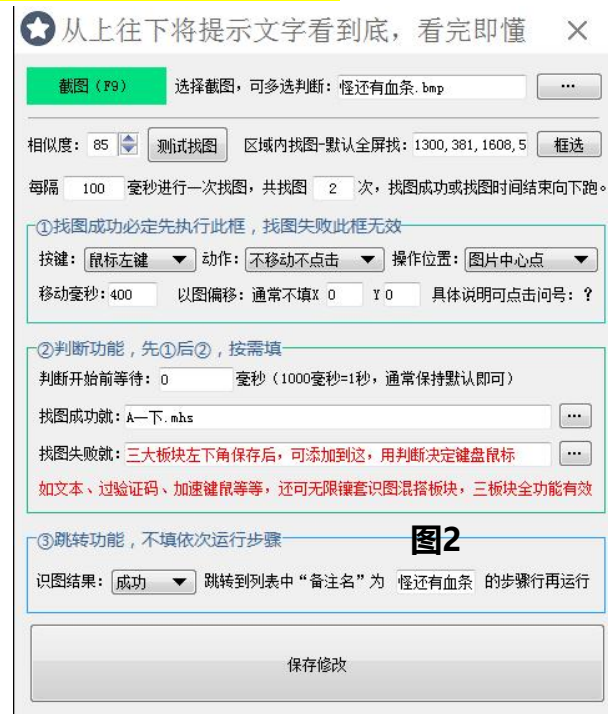 从上往下将提示文字看到底，看完即懂
截图（F9） 选择截图，可多选判断：怪还有血条.bmp ...
相似度：85 测试找图 区域内找图-默认全屏找：1300,381,1608,5 框选
每隔 100 毫秒进行一次找图，共找图 2 次，找图成功或找图时间结束向下跑。
①找图成功必定先执行此框，找图失败此框无效
按键：鼠标左键 动作：不移动不点击 操作位置：图片中心点
移动毫秒：400 以图偏移：通常不填X 0 Y 0 具体说明可点击问号：?
②判断功能，先①后②，按需填
判断开始前等待：0 毫秒（1000毫秒=1秒，通常保持默认即可）
找图成功就：A一下.mhs ...
找图失败就：三大板块左下角保存后，可添加到这，用判断决定键盘鼠标 ...
如文本、过验证码、加速键鼠等等，还可无限镶套识图混搭板块，三板块全功能有效
③跳转功能，不填依次运行步骤
图2
识图结果：成功 跳转到列表中“备注名”为 怪还有血条 的步骤行再运行
保存修改